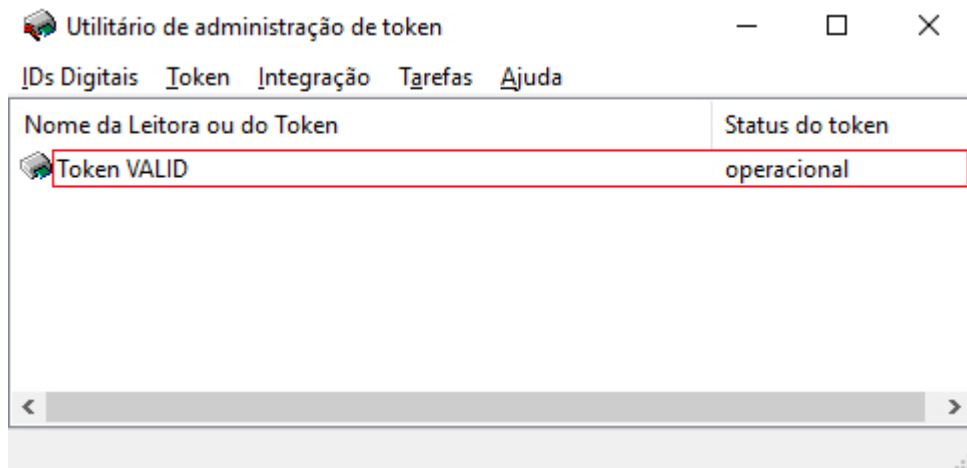 Utilitário de administração de token
IDs Digitais Token Integração Tarefas Ajuda
Nome da Leitora ou do Token Status do token
Token VALID operacional